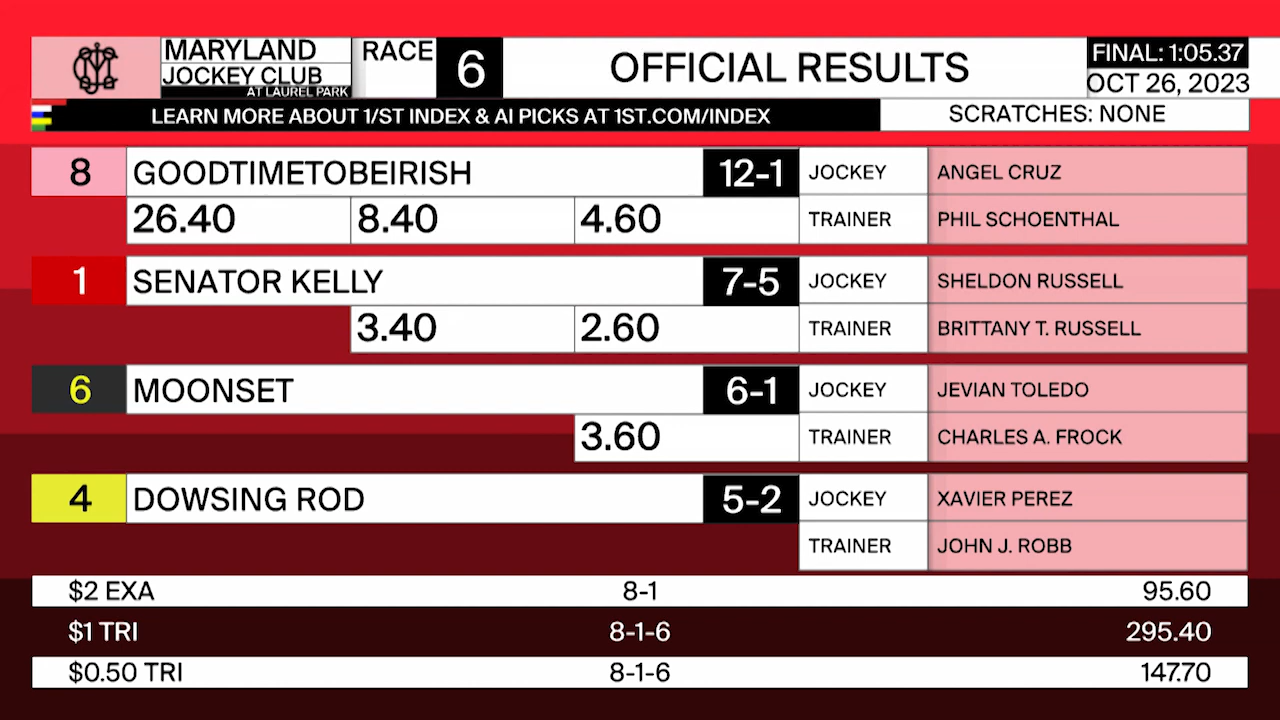 MARYLAND
JOCKEY CLUB
AT LAUREL PARK
RACE 6
OFFICIAL RESULTS
FINAL: 1:05.37
OCT 26, 2023
LEARN MORE ABOUT 1/ST INDEX & AI PICKS AT 1ST.COM/INDEX
SCRATCHES: NONE
8 GOODTIMETOBEIRISH 12-1 JOCKEY ANGEL CRUZ
26.40 8.40 4.60 TRAINER PHIL SCHOENTHAL
1 SENATOR KELLY 7-5 JOCKEY SHELDON RUSSELL
3.40 2.60 TRAINER BRITTANY T. RUSSELL
6 MOONSET 6-1 JOCKEY JEVIAN TOLEDO
3.60 TRAINER CHARLES A. FROCK
4 DOWSING ROD 5-2 JOCKEY XAVIER PEREZ
TRAINER JOHN J. ROBB
$2 EXA 8-1 95.60
$1 TRI 8-1-6 295.40
$0.50 TRI 8-1-6 147.70